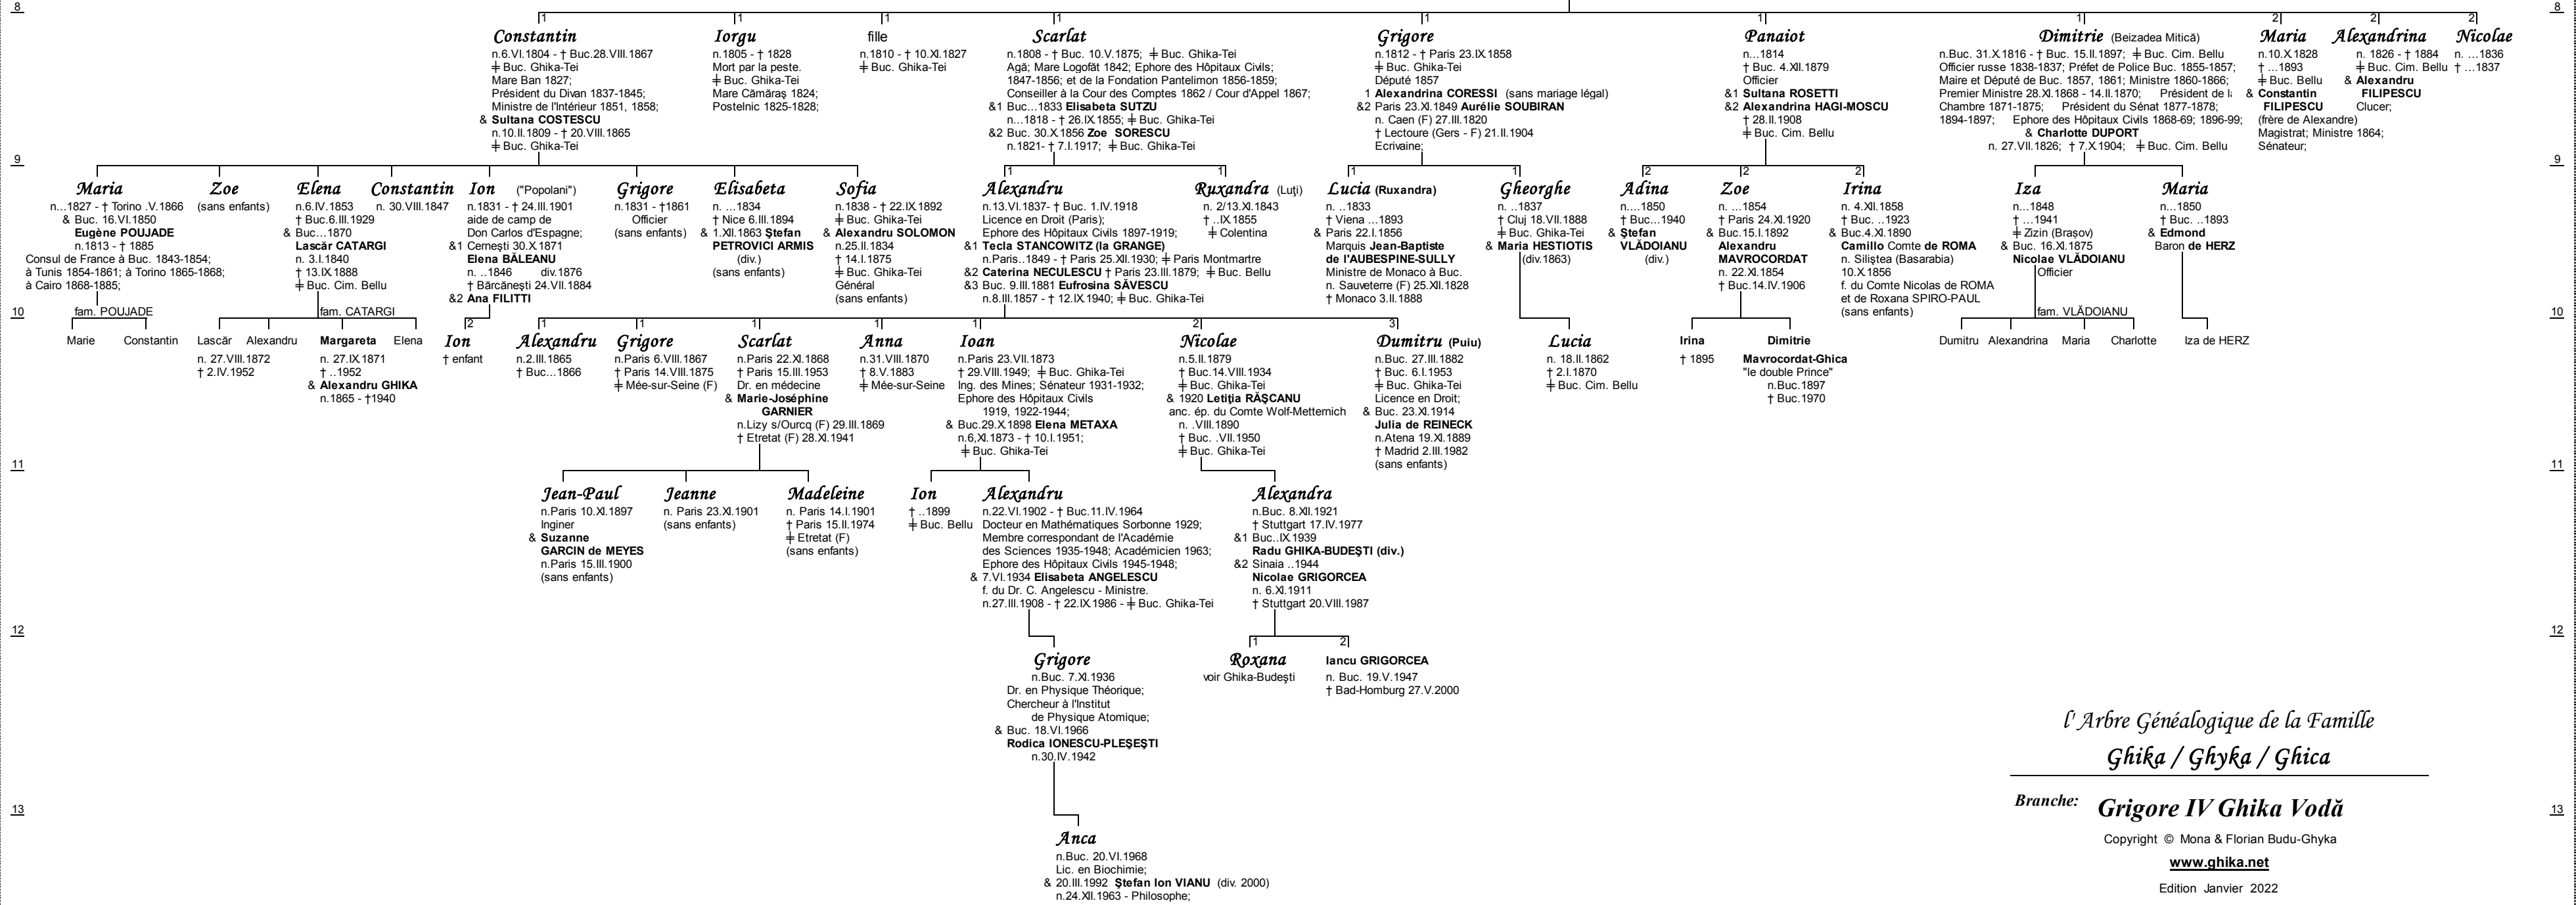 8
8
1
1
1
1
1
1
1
2
2
2
Constantin
n.6.VI.1804 - † Buc.28.VIII.1867
╪ Buc. Ghika-Tei
Mare Ban 1827;
Président du Divan 1837-1845;
Ministre de l'Intérieur 1851, 1858;
& Sultana COSTESCU
n.10.II.1809 - † 20.VIII.1865
╪ Buc. Ghika-Tei
Iorgu
n.1805 - † 1828
Mort par la peste.
╪ Buc. Ghika-Tei
Mare Cămăraş 1824;
Postelnic 1825-1828;
fille
n.1810 - † 10.XI.1827
╪ Buc. Ghika-Tei
Scarlat
n.1808 - † Buc. 10.V.1875; ╪ Buc. Ghika-Tei
Agă; Mare Logofăt 1842; Ephore des Hôpitaux Civils;
1847-1856; et de la Fondation Pantelimon 1856-1859;
Conseiller à la Cour des Comptes 1862 / Cour d'Appel 1867;
&1 Buc...1833 Elisabeta SUTZU
n...1818 - † 26.IX.1855; ╪ Buc. Ghika-Tei
&2 Buc. 30.X.1856 Zoe SORESCU
n.1821- † 7.I.1917; ╪ Buc. Ghika-Tei
Grigore
n.1812 - † Paris 23.IX.1858
╪ Buc. Ghika-Tei
Député 1857
1 Alexandrina CORESSI (sans mariage légal)
&2 Paris 23.XI.1849 Aurélie SOUBIRAN
n. Caen (F) 27.III.1820
† Lectoure (Gers - F) 21.II.1904
Ecrivaine;
Panaiot
n...1814
† Buc. 4.XII.1879
Officier
&1 Sultana ROSETTI
&2 Alexandrina HAGI-MOSCU
† 28.II.1908
╪ Buc. Cim. Bellu
Dimitrie (Beizadea Mitică)
n.Buc. 31.X.1816 - † Buc. 15.II.1897; ╪ Buc. Cim. Bellu
Officier russe 1838-1837; Préfet de Police Buc. 1855-1857;
Maire et Député de Buc. 1857, 1861; Ministre 1860-1866;
Premier Ministre 28.XI.1868 - 14.II.1870; Président de la
Chambre 1871-1875; Président du Sénat 1877-1878;
1894-1897; Ephore des Hôpitaux Civils 1868-69; 1896-99;
& Charlotte DUPORT
n. 27.VII.1826; † 7.X.1904; ╪ Buc. Cim. Bellu
Maria
n.10.X.1828
† ...1893
╪ Buc. Bellu
& Constantin
FILIPESCU
(frère de Alexandre)
Magistrat; Ministre 1864;
Sénateur;
Alexandrina
n. 1826 - † 1884
╪ Buc. Cim. Bellu
& Alexandru
FILIPESCU
Clucer;
Nicolae
n. ...1836
† ...1837
9
9
1
1
1
1
2
2
2
Maria
n...1827 - † Torino .V.1866
& Buc. 16.VI.1850
Eugène POUJADE
n.1813 - † 1885
Consul de France à Buc. 1843-1854;
à Tunis 1854-1861; à Torino 1865-1868;
à Cairo 1868-1885;
Zoe
(sans enfants)
Elena
n.6.IV.1853
† Buc.6.III.1929
& Buc...1870
Lascăr CATARGI
n. 3.I.1840
† 13.IX.1888
╪ Buc. Cim. Bellu
Constantin
n. 30.VIII.1847
Ion ("Popolani")
n.1831 - † 24.III.1901
aide de camp de
Don Carlos d'Espagne;
&1 Cerneşti 30.X.1871
Elena BĂLEANU
n. ..1846 div.1876
† Bărcăneşti 24.VII.1884
&2 Ana FILITTI
Grigore
n.1831 - †1861
Officier
(sans enfants)
Elisabeta
n. ...1834
† Nice 6.III.1894
& 1.XII.1863 Ştefan
PETROVICI ARMIS
(div.)
(sans enfants)
Sofia
n.1838 - † 22.IX.1892
╪ Buc. Ghika-Tei
& Alexandru SOLOMON
n.25.II.1834
† 14.I.1875
╪ Buc. Ghika-Tei
Général
(sans enfants)
Alexandru
n.13.VI.1837- † Buc. 1.IV.1918
Licence en Droit (Paris);
Ephore des Hôpitaux Civils 1897-1919;
&1 Tecla STANCOWITZ (la GRANGE)
n.Paris..1849 - † Paris 25.XII.1930; ╪ Paris Montmartre
&2 Caterina NECULESCU † Paris 23.III.1879; ╪ Buc. Bellu
&3 Buc. 9.III.1881 Eufrosina SĂVESCU
n.8.III.1857 - † 12.IX.1940; ╪ Buc. Ghika-Tei
Ruxandra (Luţi)
n. 2/13.XI.1843
† ..IX.1855
╪ Colentina
Lucia (Ruxandra)
n. ..1833
† Viena ...1893
& Paris 22.I.1856
Marquis Jean-Baptiste
de l'AUBESPINE-SULLY
Ministre de Monaco à Buc.
n. Sauveterre (F) 25.XII.1828
† Monaco 3.II.1888
Gheorghe
n. ..1837
† Cluj 18.VII.1888
╪ Buc. Ghika-Tei
& Maria HESTIOTIS
(div.1863)
Adina
n....1850
† Buc...1940
& Ştefan
VLĂDOIANU
(div.)
Zoe
n. ...1854
† Paris 24.XI.1920
& Buc.15.I.1892
Alexandru
MAVROCORDAT
n. 22.XI.1854
† Buc.14.IV.1906
Irina
n. 4.XII.1858
† Buc. ..1923
& Buc.4.XI.1890
Camillo Comte de ROMA
n. Siliştea (Basarabia)
10.X.1856
f. du Comte Nicolas de ROMA
et de Roxana SPIRO-PAUL
(sans enfants)
Iza
n...1848
† ...1941
╪ Zizin (Braşov)
& Buc. 16.XI.1875
Nicolae VLĂDOIANU
Officier
Maria
n...1850
† Buc. ..1893
& Edmond
Baron de HERZ
10
10
fam. POUJADE
fam. CATARGI
fam. VLĂDOIANU
2
1
1
1
1
1
2
3
Marie
Constantin
Lascăr
n. 27.VIII.1872
† 2.IV.1952
Alexandru
Margareta
n. 27.IX.1871
† ..1952
& Alexandru GHIKA
n.1865 - †1940
Elena
Ion
† enfant
Alexandru
n.2.III.1865
† Buc...1866
Grigore
n.Paris 6.VIII.1867
† Paris 14.VIII.1875
╪ Mée-sur-Seine (F)
Scarlat
n.Paris 22.XI.1868
† Paris 15.III.1953
Dr. en médecine
& Marie-Joséphine
GARNIER
n.Lizy s/Ourcq (F) 29.III.1869
† Etretat (F) 28.XI.1941
Anna
n.31.VIII.1870
† 8.V.1883
╪ Mée-sur-Seine
Ioan
n.Paris 23.VII.1873
† 29.VIII.1949; ╪ Buc. Ghika-Tei
Ing. des Mines; Sénateur 1931-1932;
Ephore des Hôpitaux Civils
1919, 1922-1944;
& Buc.29.X.1898 Elena METAXA
n.6,XI.1873 - † 10.I.1951;
╪ Buc. Ghika-Tei
Nicolae
n.5.II.1879
† Buc.14.VIII.1934
╪ Buc. Ghika-Tei
& 1920 Letiţia RĂŞCANU
anc. ép. du Comte Wolf-Metternich
n. .VIII.1890
† Buc. .VII.1950
╪ Buc. Ghika-Tei
Dumitru (Puiu)
n.Buc. 27.III.1882
† Buc. 6.I.1953
╪ Buc. Ghika-Tei
Licence en Droit;
& Buc. 23.XI.1914
Julia de REINECK
n.Atena 19.XI.1889
† Madrid 2.III.1982
(sans enfants)
Lucia
n. 18.II.1862
† 2.I.1870
╪ Buc. Cim. Bellu
Irina
† 1895
Dimitrie
Mavrocordat-Ghica
"le double Prince"
n.Buc.1897
† Buc.1970
Dumitru
Alexandrina
Maria
Charlotte
Iza de HERZ
11
11
Jean-Paul
n.Paris 10.XI.1897
Inginer
& Suzanne
GARCIN de MEYES
n.Paris 15.III.1900
(sans enfants)
Jeanne
n. Paris 23.XI.1901
(sans enfants)
Madeleine
n. Paris 14.I.1901
† Paris 15.II.1974
╪ Etretat (F)
(sans enfants)
Ion
† ..1899
╪ Buc. Bellu
Alexandru
n.22.VI.1902 - † Buc.11.IV.1964
Docteur en Mathématiques Sorbonne 1929;
Membre correspondant de l'Académie
des Sciences 1935-1948; Académicien 1963;
Ephore des Hôpitaux Civils 1945-1948;
& 7.VI.1934 Elisabeta ANGELESCU
f. du Dr. C. Angelescu - Ministre.
n.27.III.1908 - † 22.IX.1986 - ╪ Buc. Ghika-Tei
Alexandra
n.Buc. 8.XII.1921
† Stuttgart 17.IV.1977
&1 Buc..IX.1939
Radu GHIKA-BUDEŞTI (div.)
&2 Sinaia ..1944
Nicolae GRIGORCEA
n. 6.XI.1911
† Stuttgart 20.VIII.1987
12
12
1
2
Grigore
n.Buc. 7.XI.1936
Dr. en Physique Théorique;
Chercheur à l'Institut
de Physique Atomique;
& Buc. 18.VI.1966
Rodica IONESCU-PLEŞEŞTI
n.30.IV.1942
Roxana
voir Ghika-Budeşti
Iancu GRIGORCEA
n. Buc. 19.V.1947
† Bad-Homburg 27.V.2000
13
13
Anca
n.Buc. 20.VI.1968
Lic. en Biochimie;
& 20.III.1992 Ştefan Ion VIANU (div. 2000)
n.24.XII.1963 - Philosophe;
l' Arbre Généalogique de la Famille
Ghika / Ghyka / Ghica
Branche: Grigore IV Ghika Vodă
Copyright © Mona & Florian Budu-Ghyka
www.ghika.net
Edition Janvier 2022